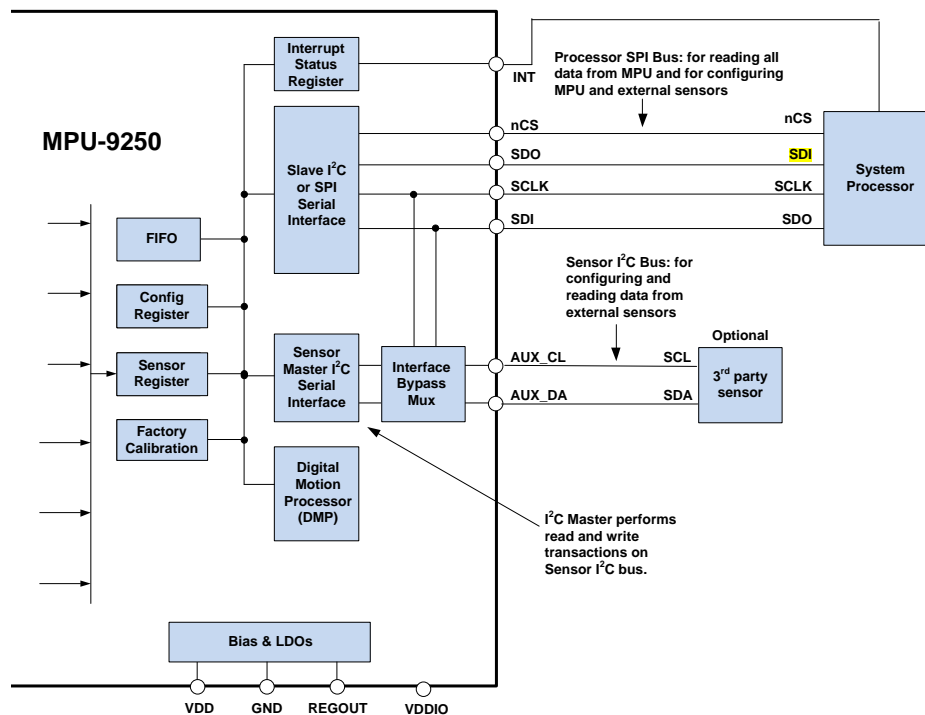 Interrupt
Status
Register
INT
Processor SPI Bus: for reading all
data from MPU and for configuring
MPU and external sensors
MPU-9250
Slave I²C
or SPI
Serial
Interface
nCS
SDO
SCLK
SDI
nCS
SDI
SCLK
SDO
System
Processor
FIFO
Config
Register
Sensor
Register
Factory
Calibration
Sensor
Master I²C
Serial
Interface
Interface
Bypass
Mux
Digital
Motion
Processor
(DMP)
Sensor I²C Bus: for
configuring and
reading data from
external sensors
AUX_CL
AUX_DA
SCL
SDA
Optional
3rd party
sensor
I²C Master performs
read and write
transactions on
Sensor I²C bus.
Bias & LDOs
VDD
GND
REGOUT
VDDIO